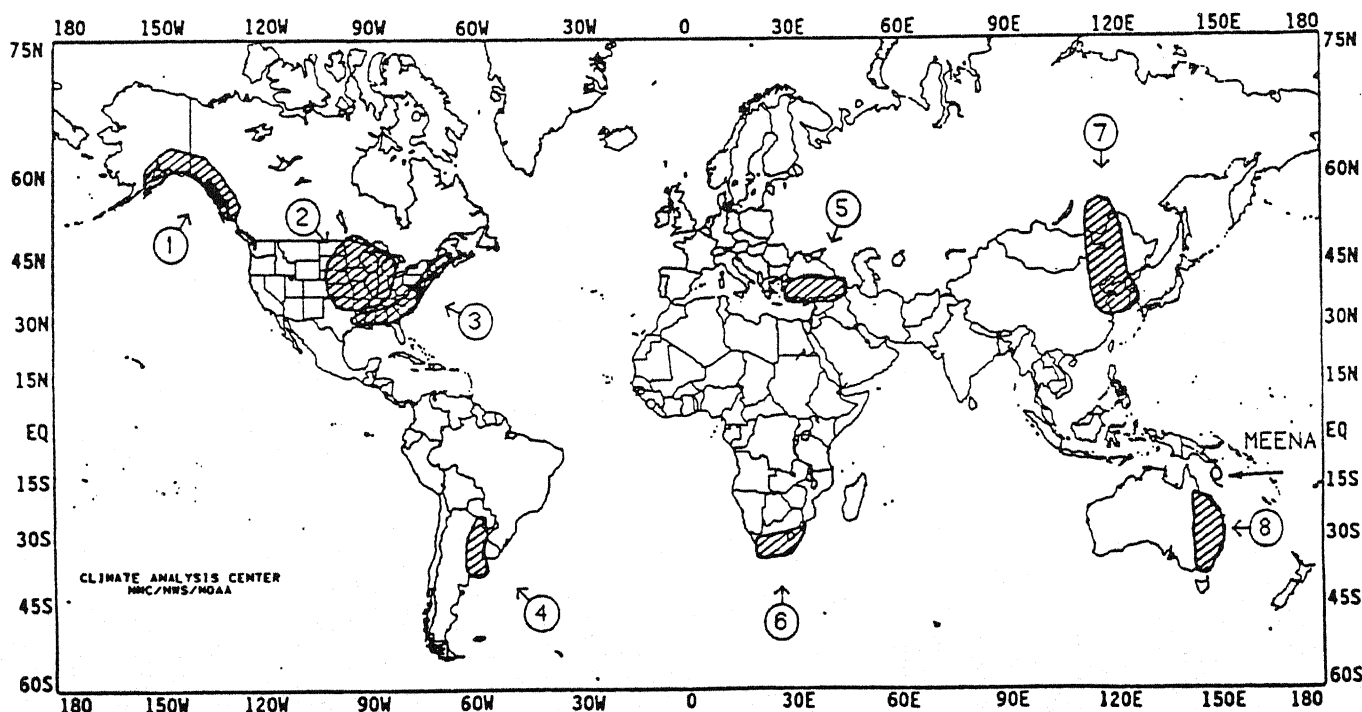 180 150W 120W 90W 60W 30W 0 30E 60E 90E 120E 150E 180
75N 75N
7
60N 60N
1 2 5
45N 45N
3
30N 30N
15N 15N
EQ EQ
MEENA
15S 15S
8
30S 30S
CLIMATE ANALYSIS CENTER
NMC/NWS/NOAA
4 6
45S 45S
60S 60S
180 150W 120W 90W 60W 30W 0 30E 60E 90E 120E 150E 180